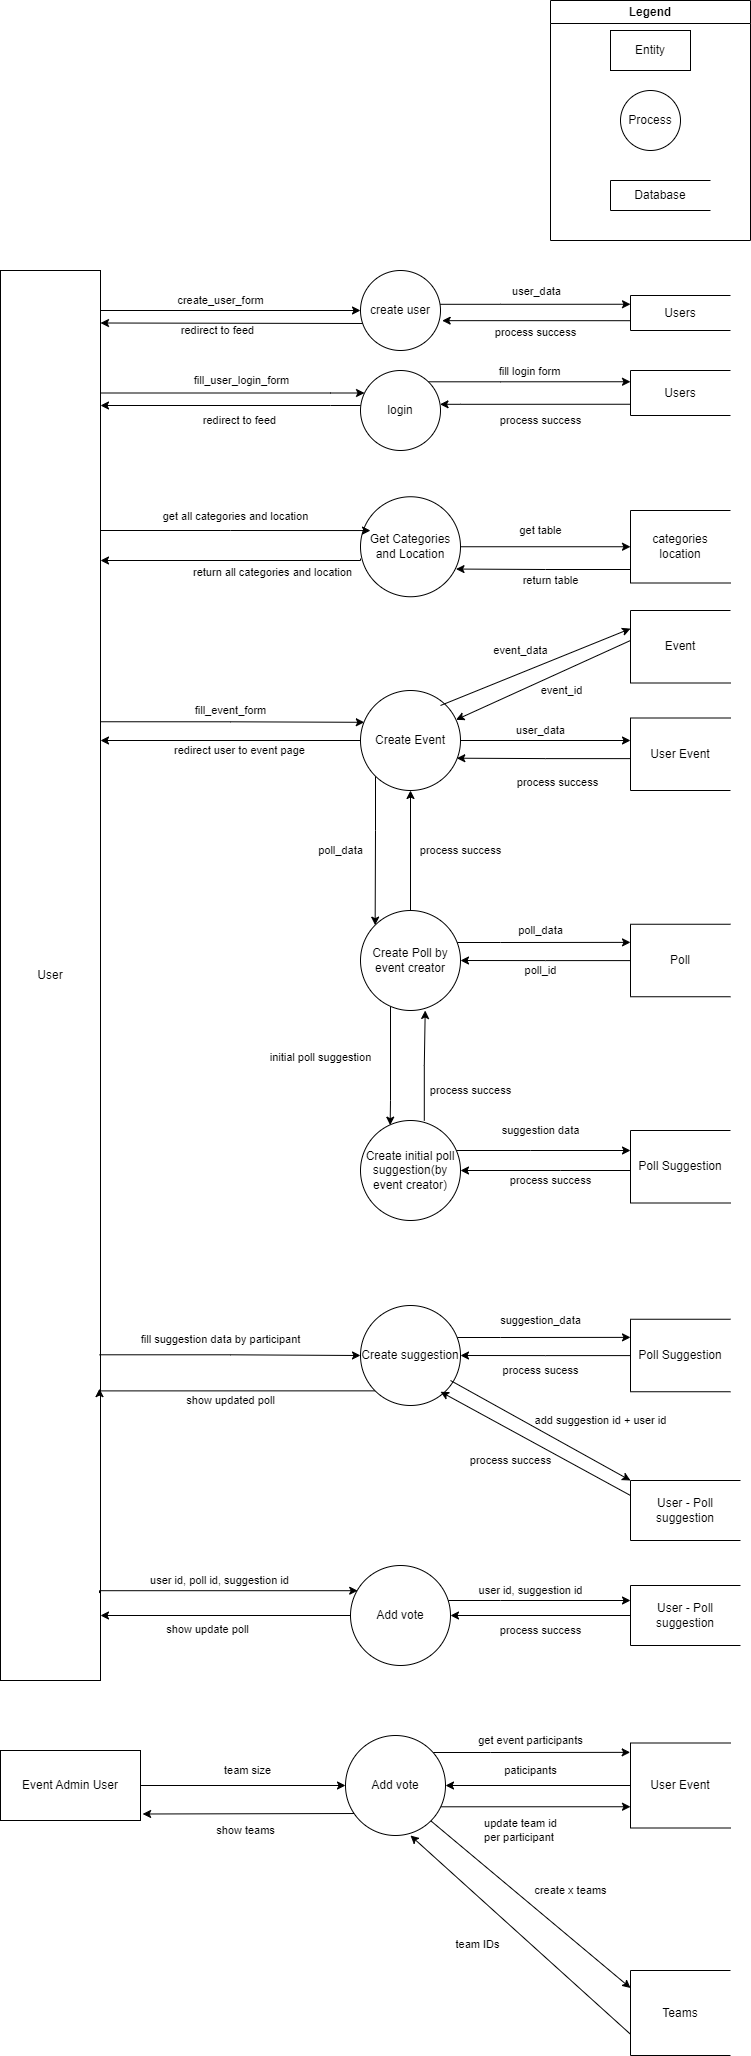 Legend
Entity
Process
Database
create_user_form
create user
user_data
Users
redirect to feed
process success
fill_user_login_form
login
fill login form
Users
redirect to feed
process success
get all categories and location
Get Categories
and Location
get table
categories
location
return all categories and location
return table
event_data
Event
event_id
fill_event_form
Create Event
user_data
User Event
redirect user to event page
process success
poll_data
process success
Create Poll by
event creator
poll_data
Poll
poll_id
User
initial poll suggestion
process success
Create initial poll
suggestion(by
event creator)
suggestion data
Poll Suggestion
process success
fill suggestion data by participant
Create suggestion
suggestion_data
Poll Suggestion
process sucess
show updated poll
add suggestion id + user id
process success
User - Poll
suggestion
user id, poll id, suggestion id
Add vote
user id, suggestion id
User - Poll
suggestion
show update poll
process success
Event Admin User
team size
Add vote
get event participants
paticipants
User Event
show teams
update team id
per participant
create x teams
team IDs
Teams